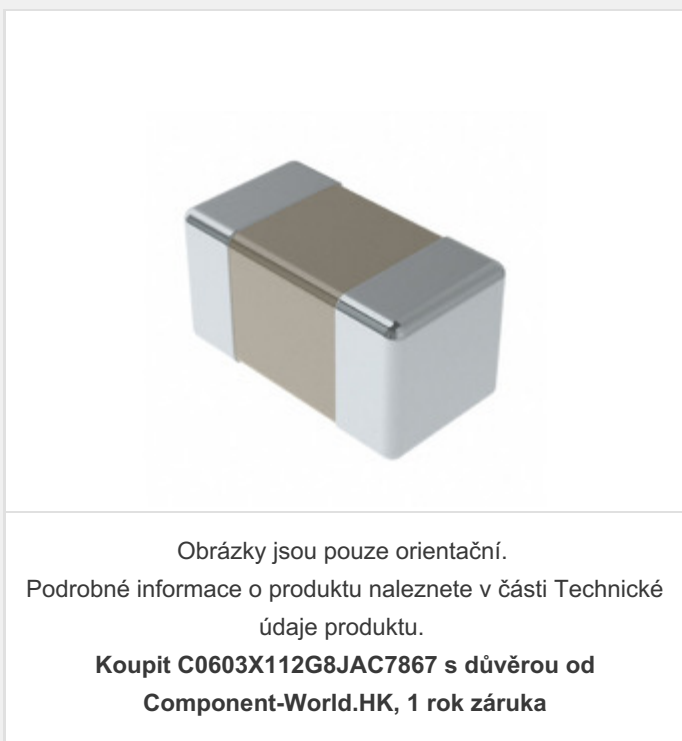 Obrázky jsou pouze orientační.
Podrobné informace o produktu naleznete v části Technické
údaje produktu.
Koupit C0603X112G8JAC7867 s důvěrou od
Component-World.HK, 1 rok záruka